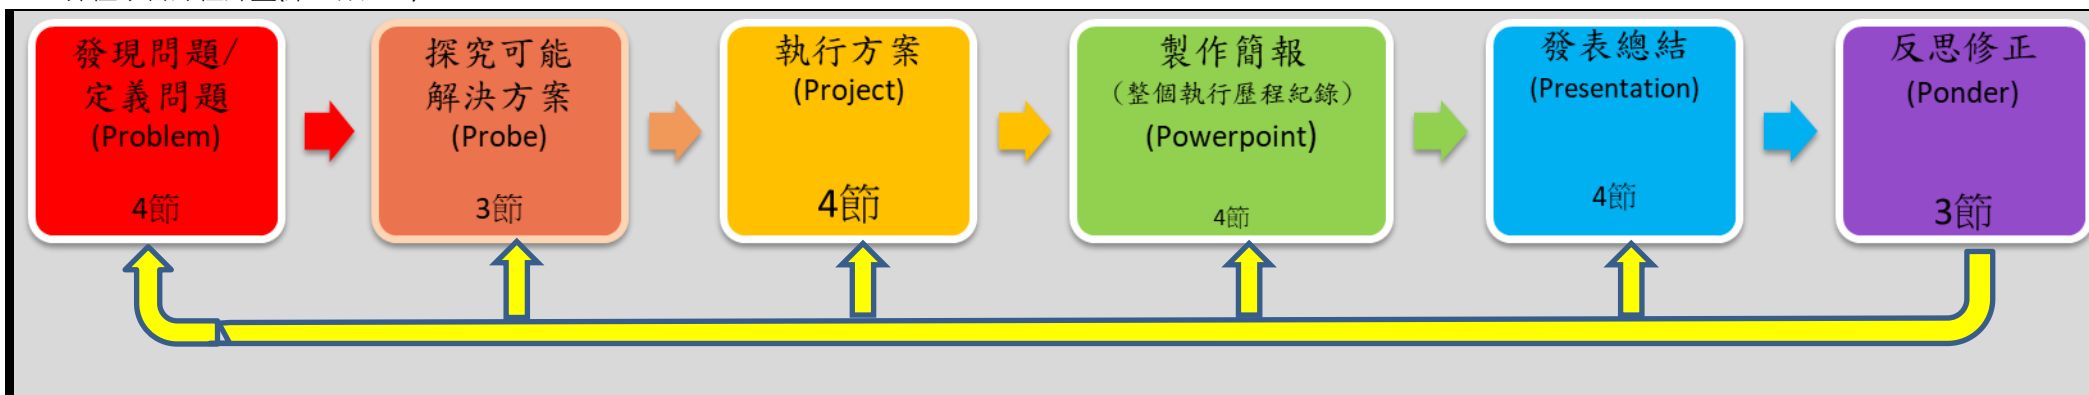 發現問題/
定義問題
(Problem)
4節
探究可能
解決方案
(Probe)
3節
執行方案
(Project)
4節
製作簡報
（整個執行歷程紀錄）
(Powerpoint)
4節
發表總結
(Presentation)
4節
反思修正
(Ponder)
3節